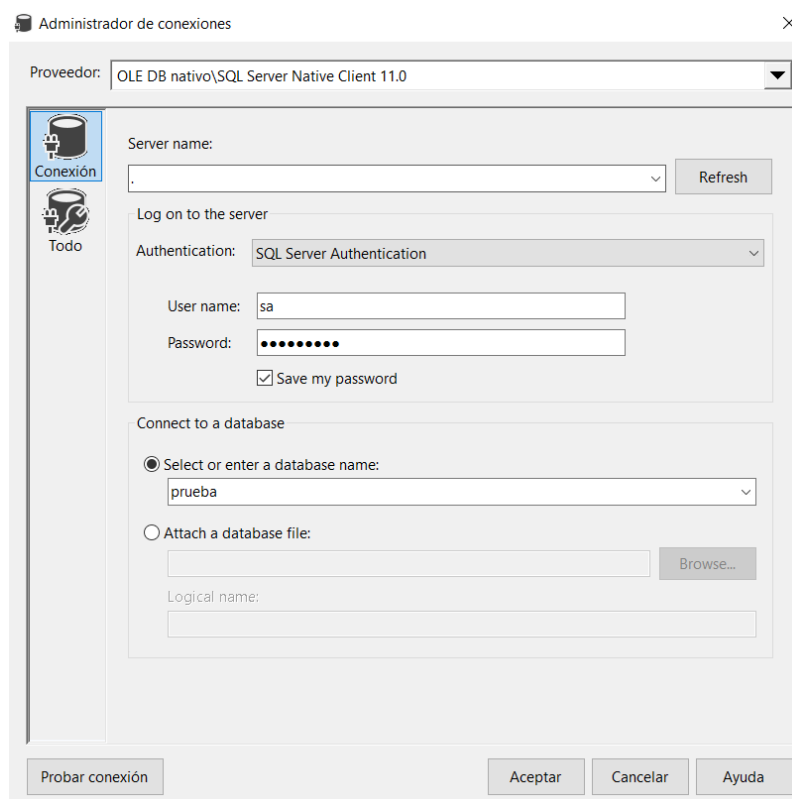 Administrador de conexiones
Proveedor: OLE DB nativo\SQL Server Native Client 11.0
Conexión
Todo
Server name:
. Refresh
Log on to the server
Authentication: SQL Server Authentication
User name: sa
Password: •••••••••
Save my password
Connect to a database
Select or enter a database name:
prueba
Attach a database file:
Browse...
Logical name:
Probar conexión Aceptar Cancelar Ayuda